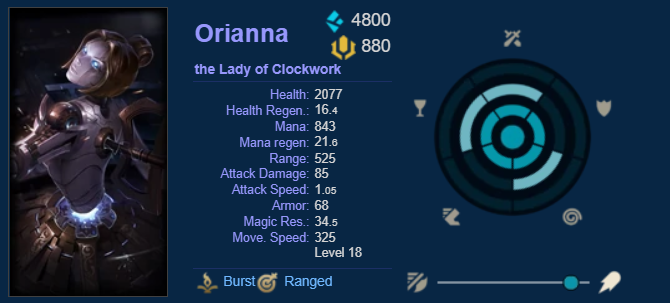 Orianna
4800
880
the Lady of Clockwork
Health: 2077
Health Regen.: 16.4
Mana: 843
Mana regen: 21.6
Range: 525
Attack Damage: 85
Attack Speed: 1.05
Armor: 68
Magic Res.: 34.5
Move. Speed: 325
Level 18
Burst Ranged